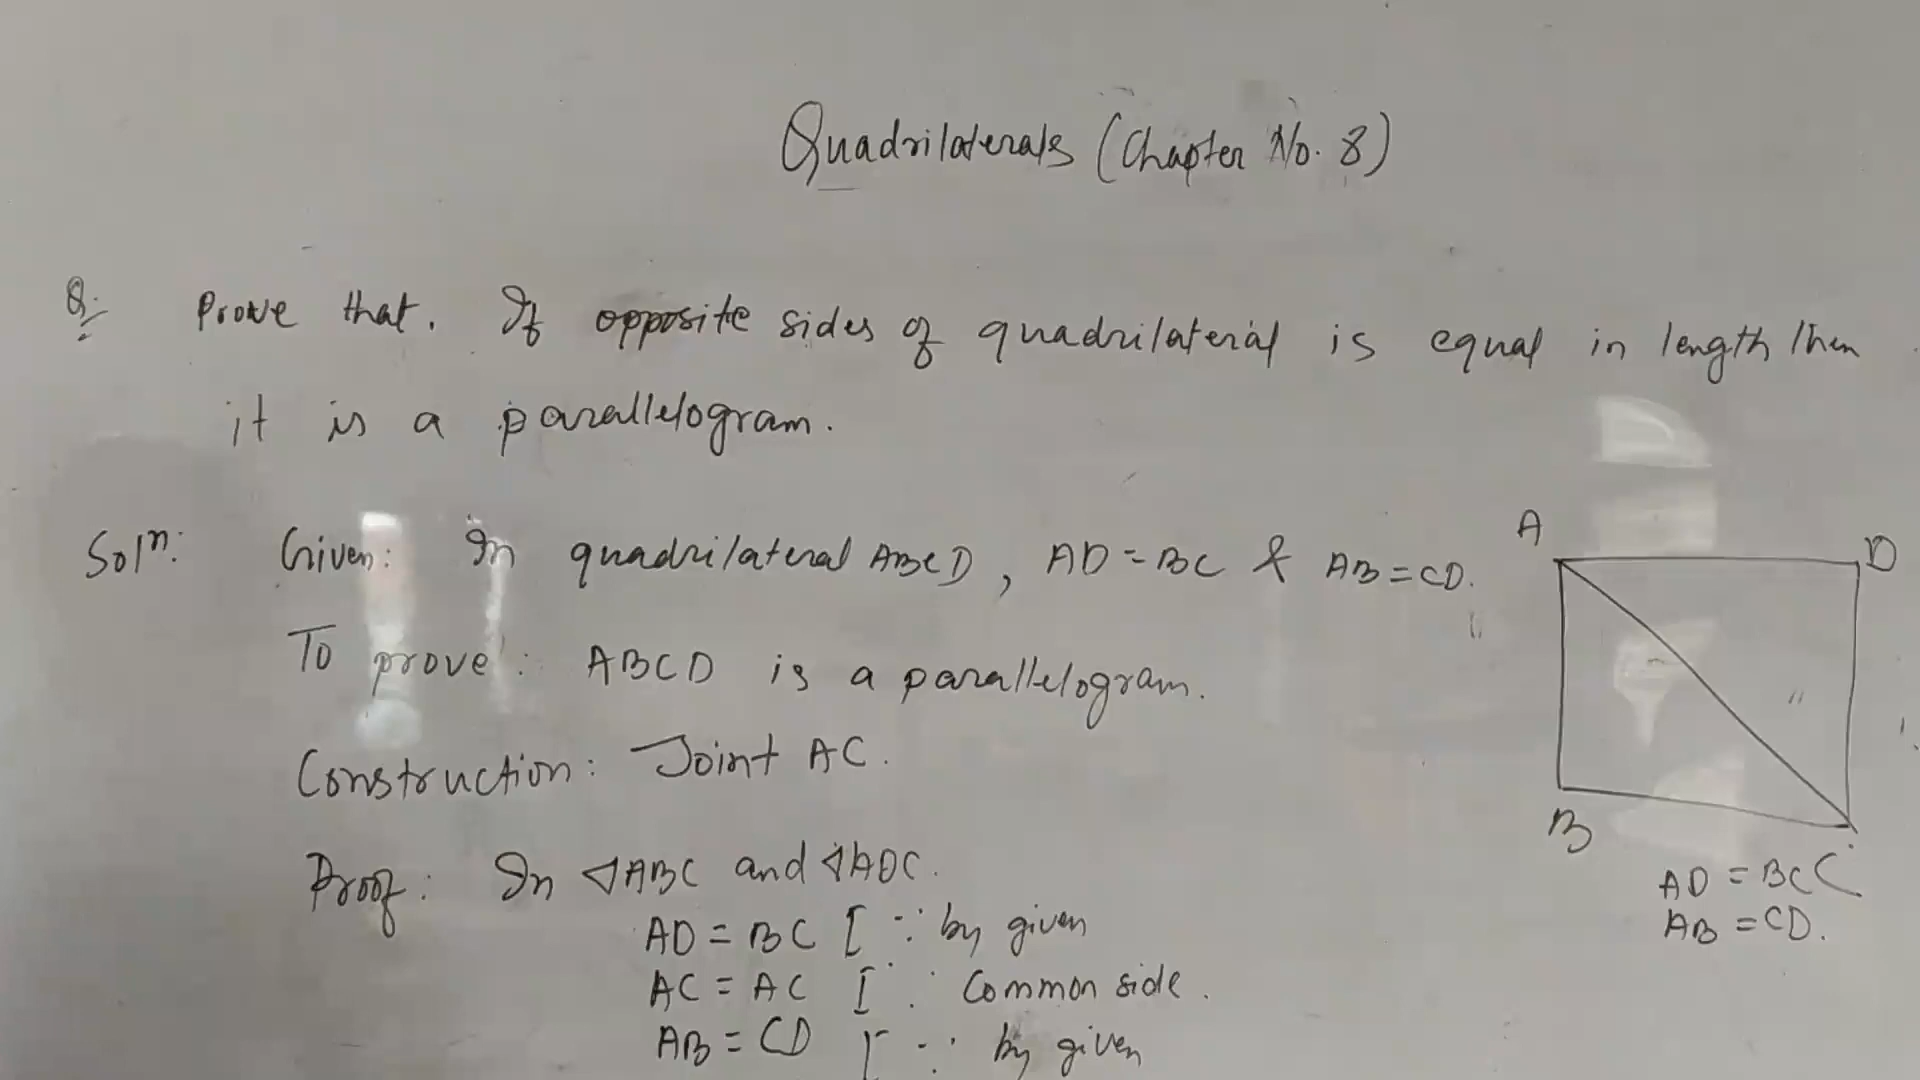 Quadrilaterals (Chapter No. 8)
Q:- Prove that. If opposite sides of quadrilateral is equal in length then
it is a parallelogram.
Solⁿ: Given: In quadrilateral ABCD, AD = BC & AB = CD.
To prove: ABCD is a parallelogram.
Construction: Joint AC.
Proof: In ◁ABC and ◁ADC.
AD = BC [∵ by given
AC = AC [∵ Common side.
AB = CD [∵ by given
A
D
B
C
AD = BC
AB = CD.